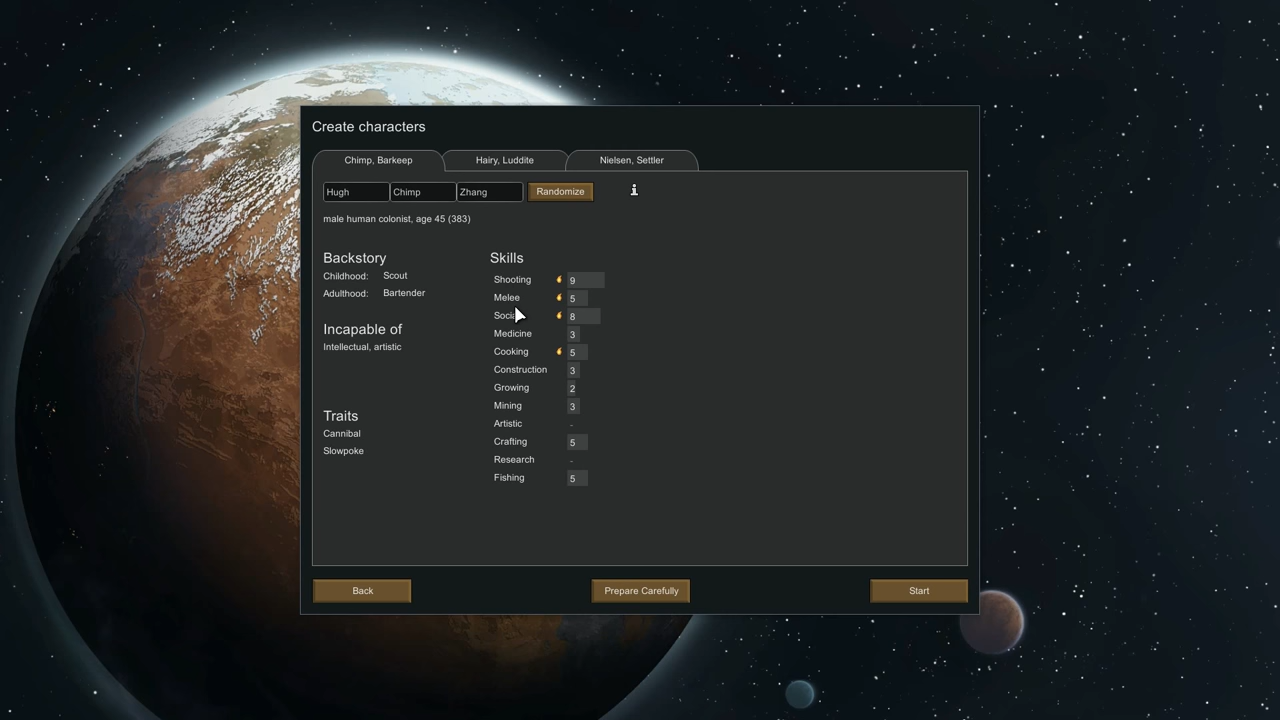 Create characters
Chimp, Barkeep
Hairy, Luddite
Nielsen, Settler
Hugh
Chimp
Zhang
Randomize
male human colonist, age 45 (383)
Backstory
Childhood: Scout
Adulthood: Bartender
Incapable of
Intellectual, artistic
Traits
Cannibal
Slowpoke
Skills
Shooting 9
Melee 5
Social 8
Medicine 3
Cooking 5
Construction 3
Growing 2
Mining 3
Artistic -
Crafting 5
Research -
Fishing 5
Back
Prepare Carefully
Start